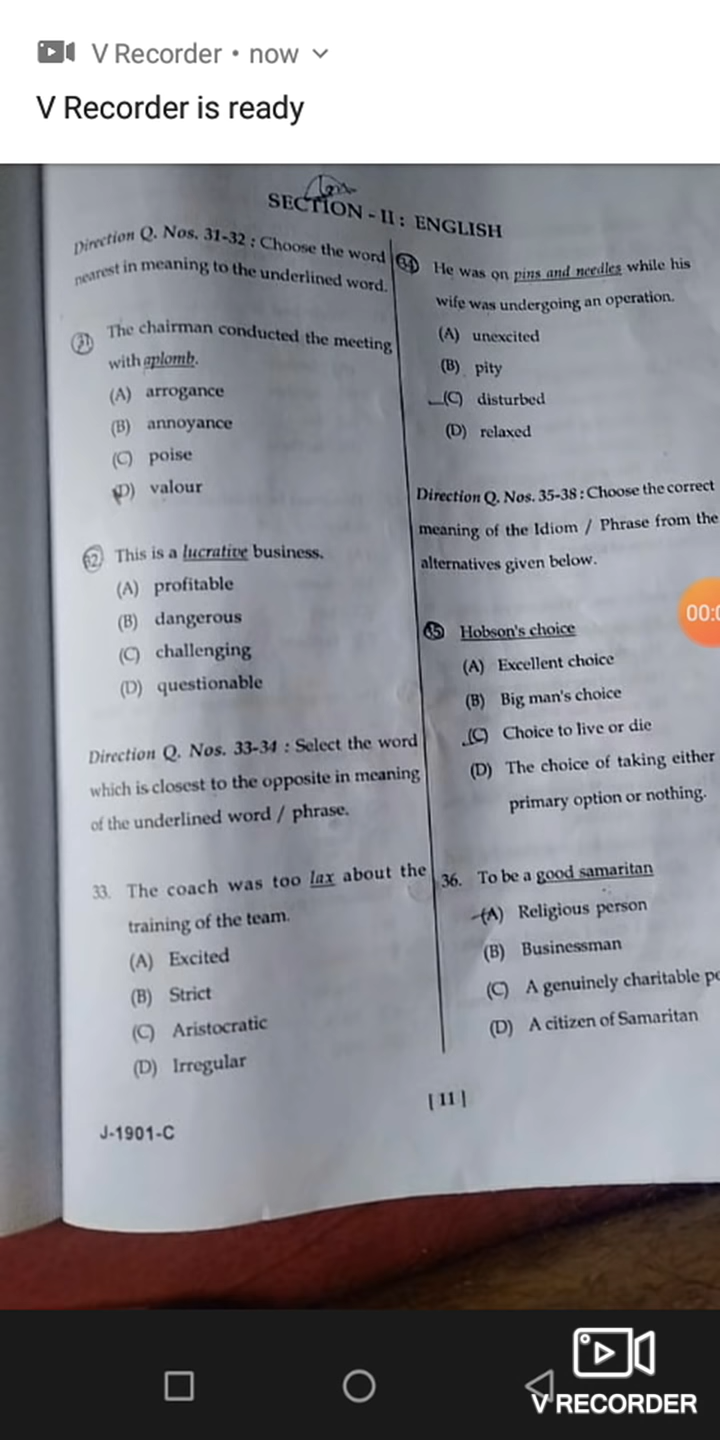 V Recorder • now
V Recorder is ready
SECTION - II : ENGLISH
Direction Q. Nos. 31-32 : Choose the word
nearest in meaning to the underlined word.
31 The chairman conducted the meeting
with aplomb.
(A) arrogance
(B) annoyance
(C) poise
(D) valour
32 This is a lucrative business.
(A) profitable
(B) dangerous
(C) challenging
(D) questionable
Direction Q. Nos. 33-34 : Select the word
which is closest to the opposite in meaning
of the underlined word / phrase.
33. The coach was too lax about the
training of the team.
(A) Excited
(B) Strict
(C) Aristocratic
(D) Irregular
34 He was on pins and needles while his
wife was undergoing an operation.
(A) unexcited
(B) pity
(C) disturbed
(D) relaxed
Direction Q. Nos. 35-38 : Choose the correct
meaning of the Idiom / Phrase from the
alternatives given below.
35 Hobson's choice
(A) Excellent choice
(B) Big man's choice
(C) Choice to live or die
(D) The choice of taking either
primary option or nothing.
36. To be a good samaritan
(A) Religious person
(B) Businessman
(C) A genuinely charitable
(D) A citizen of Samaritan
[ 11 ]
J-1901-C
00:
V RECORDER